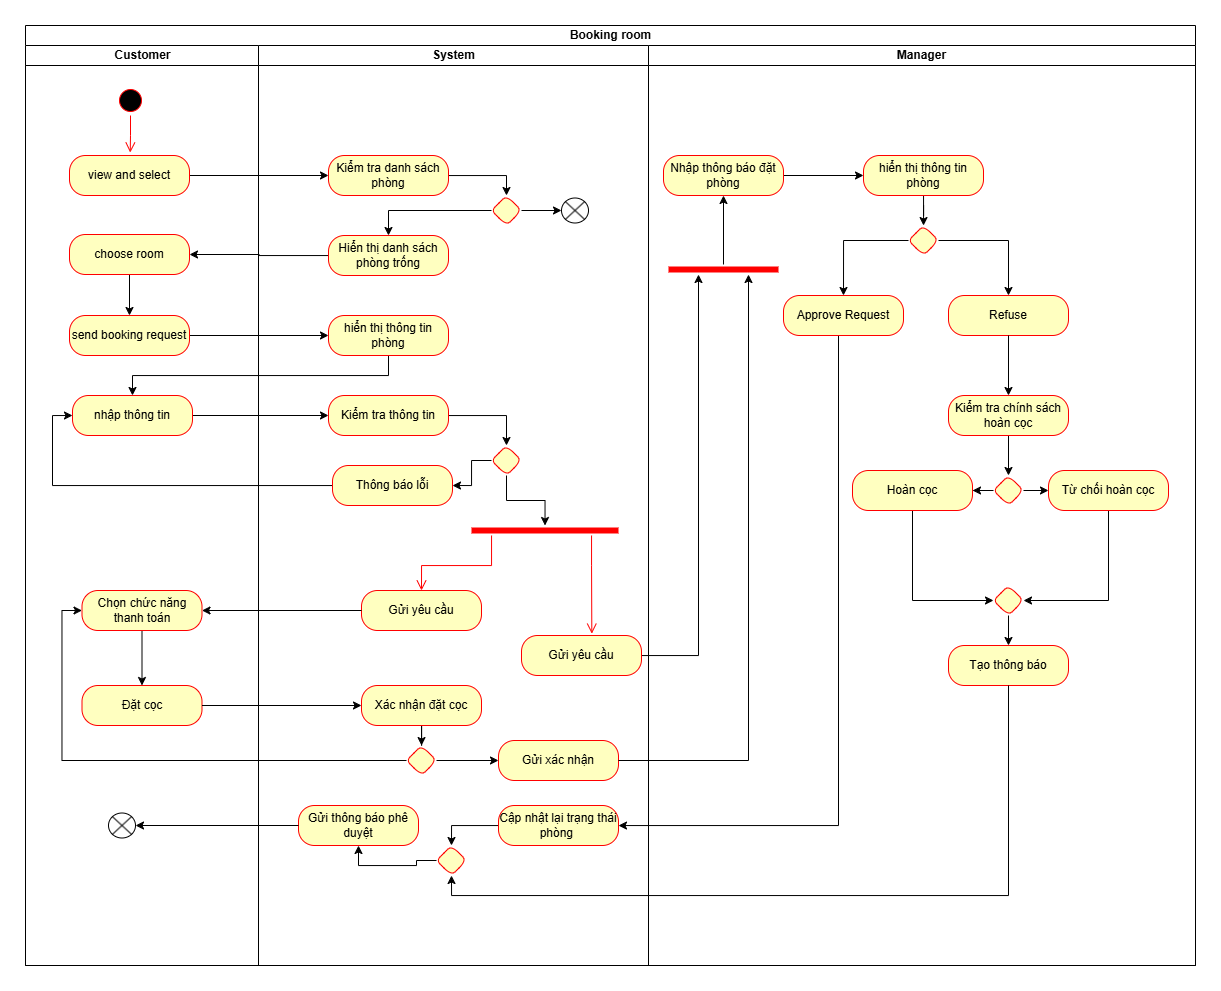 Booking room
Customer
System
Manager
view and select
Kiểm tra danh sách
phòng
Nhập thông báo đặt
phòng
hiển thị thông tin
phòng
choose room
Hiển thị danh sách
phòng trống
send booking request
hiển thị thông tin
phòng
Approve Request
Refuse
nhập thông tin
Kiểm tra thông tin
Kiểm tra chính sách
hoàn cọc
Thông báo lỗi
Hoàn cọc
Từ chối hoàn cọc
Chọn chức năng
thanh toán
Gửi yêu cầu
Gửi yêu cầu
Tạo thông báo
Đặt cọc
Xác nhận đặt cọc
Gửi xác nhận
Gửi thông báo phê
duyệt
Cập nhật lại trạng thái
phòng